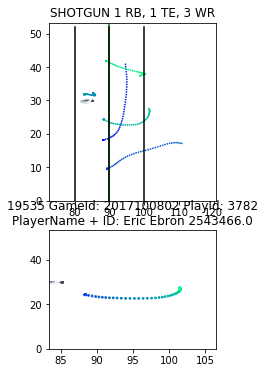 SHOTGUN 1 RB, 1 TE, 3 WR
50
40
30
20
10
0
80 90 100 110 120
19535 GameId: 2017100802 PlayId: 3782
PlayerName + ID: Eric Ebron 2543466.0
40
20
0
85 90 95 100 105